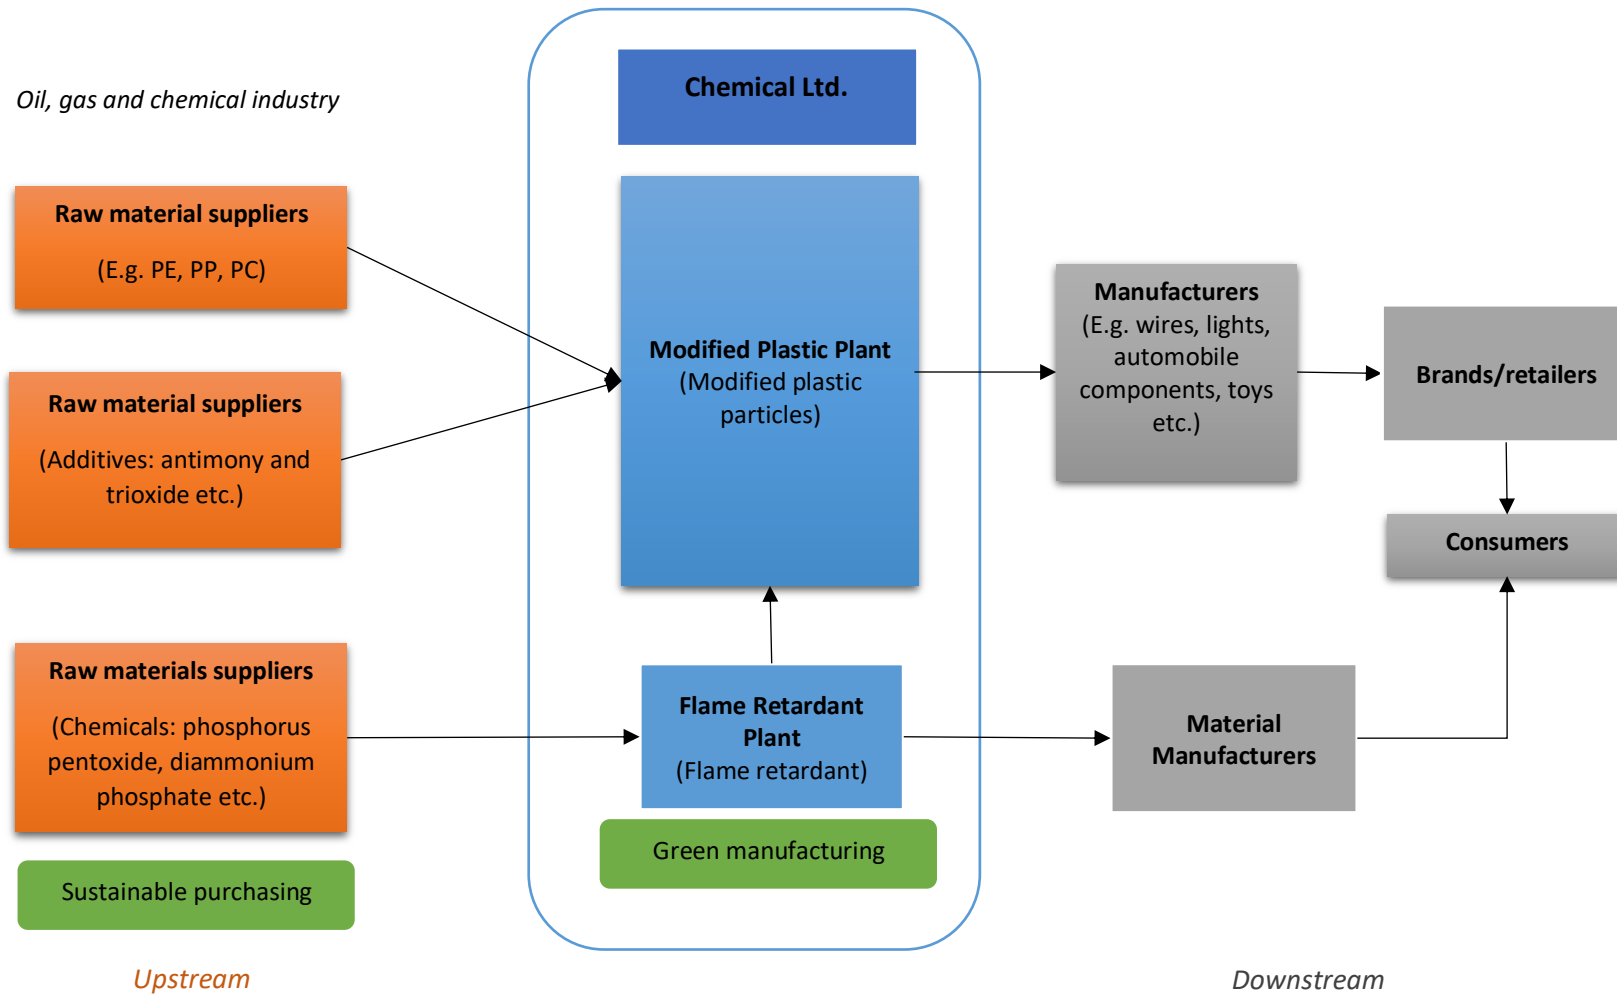 Chemical Ltd.
Oil, gas and chemical industry
Raw material suppliers
(E.g. PE, PP, PC)
Raw material suppliers
(Additives: antimony and
trioxide etc.)
Raw materials suppliers
(Chemicals: phosphorus
pentoxide, diammonium
phosphate etc.)
Sustainable purchasing
Upstream
Modified Plastic Plant
(Modified plastic
particles)
Flame Retardant
Plant
(Flame retardant)
Green manufacturing
Manufacturers
(E.g. wires, lights,
automobile
components, toys
etc.)
Brands/retailers
Consumers
Material
Manufacturers
Downstream